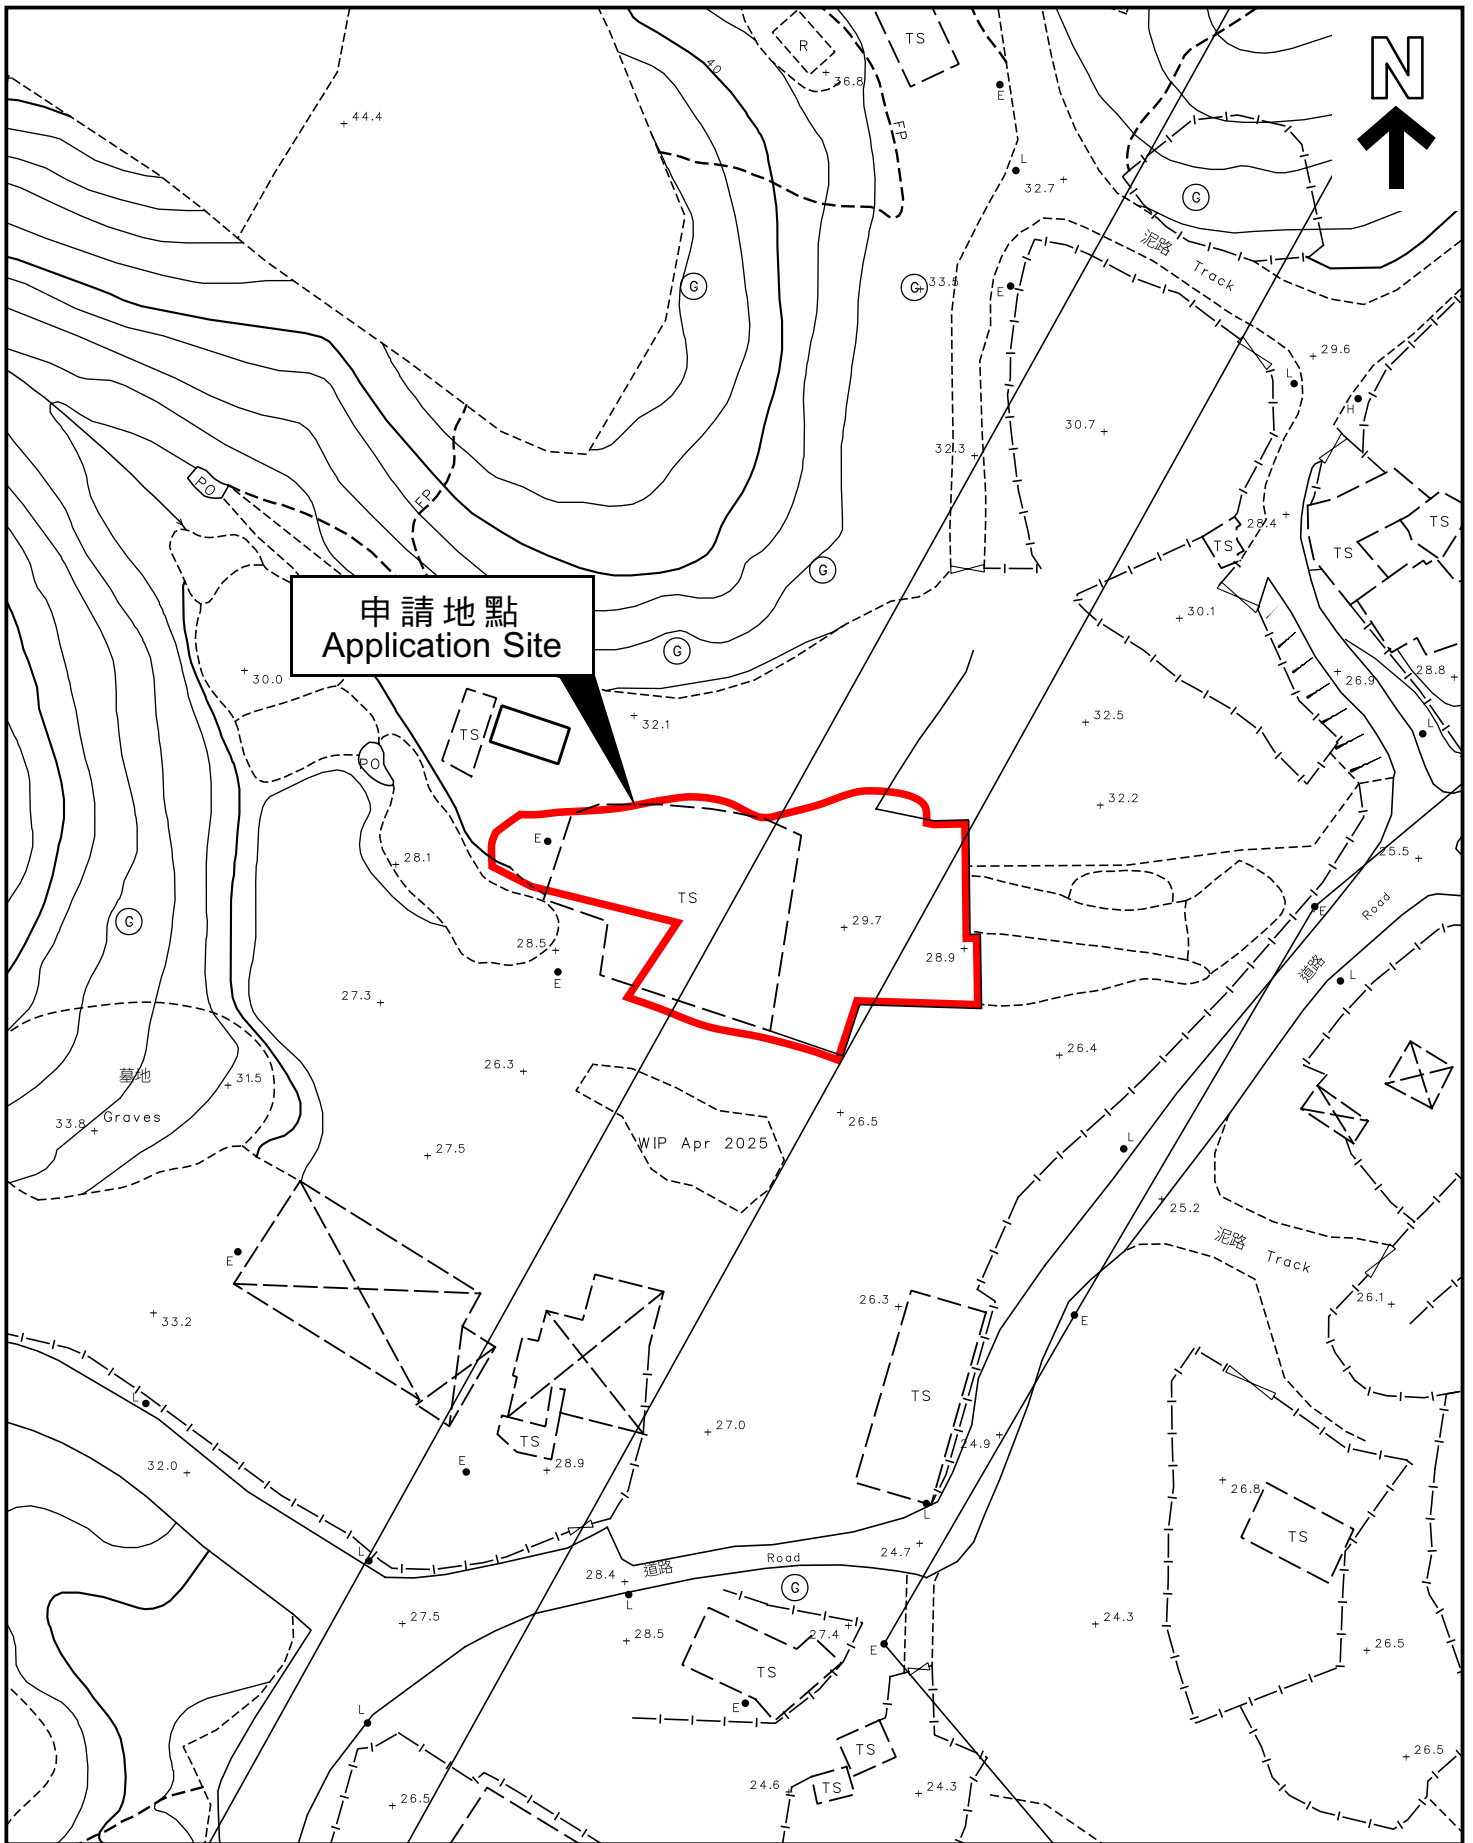 N
TS
R
36.8
40
44.4
E
FP
L
32.7
G
泥路 Track
G
G
33.5
E
29.6
L
H
30.7
32.3
PO
FP
28.4
TS
TS
TS
G
申請地點
Application Site
30.1
G
30.0
26.9
28.8
L
TS
32.1
32.5
PO
32.2
E
28.1
25.5
TS
G
29.7
E
道路 Road
28.5
28.9
E
L
27.3
26.4
26.3
墓地
Graves
31.5
33.8
26.5
WIP Apr 2025
27.5
L
25.2
泥路 Track
E
33.2
26.3
26.1
E
L
TS
27.0
TS
24.9
32.0
E
28.9
26.8
L
L
TS
24.7
道路 Road
28.4
G
L
27.5
28.5
27.4
24.3
E
26.5
TS
E
L
TS
26.5
24.6
TS
24.3
26.5